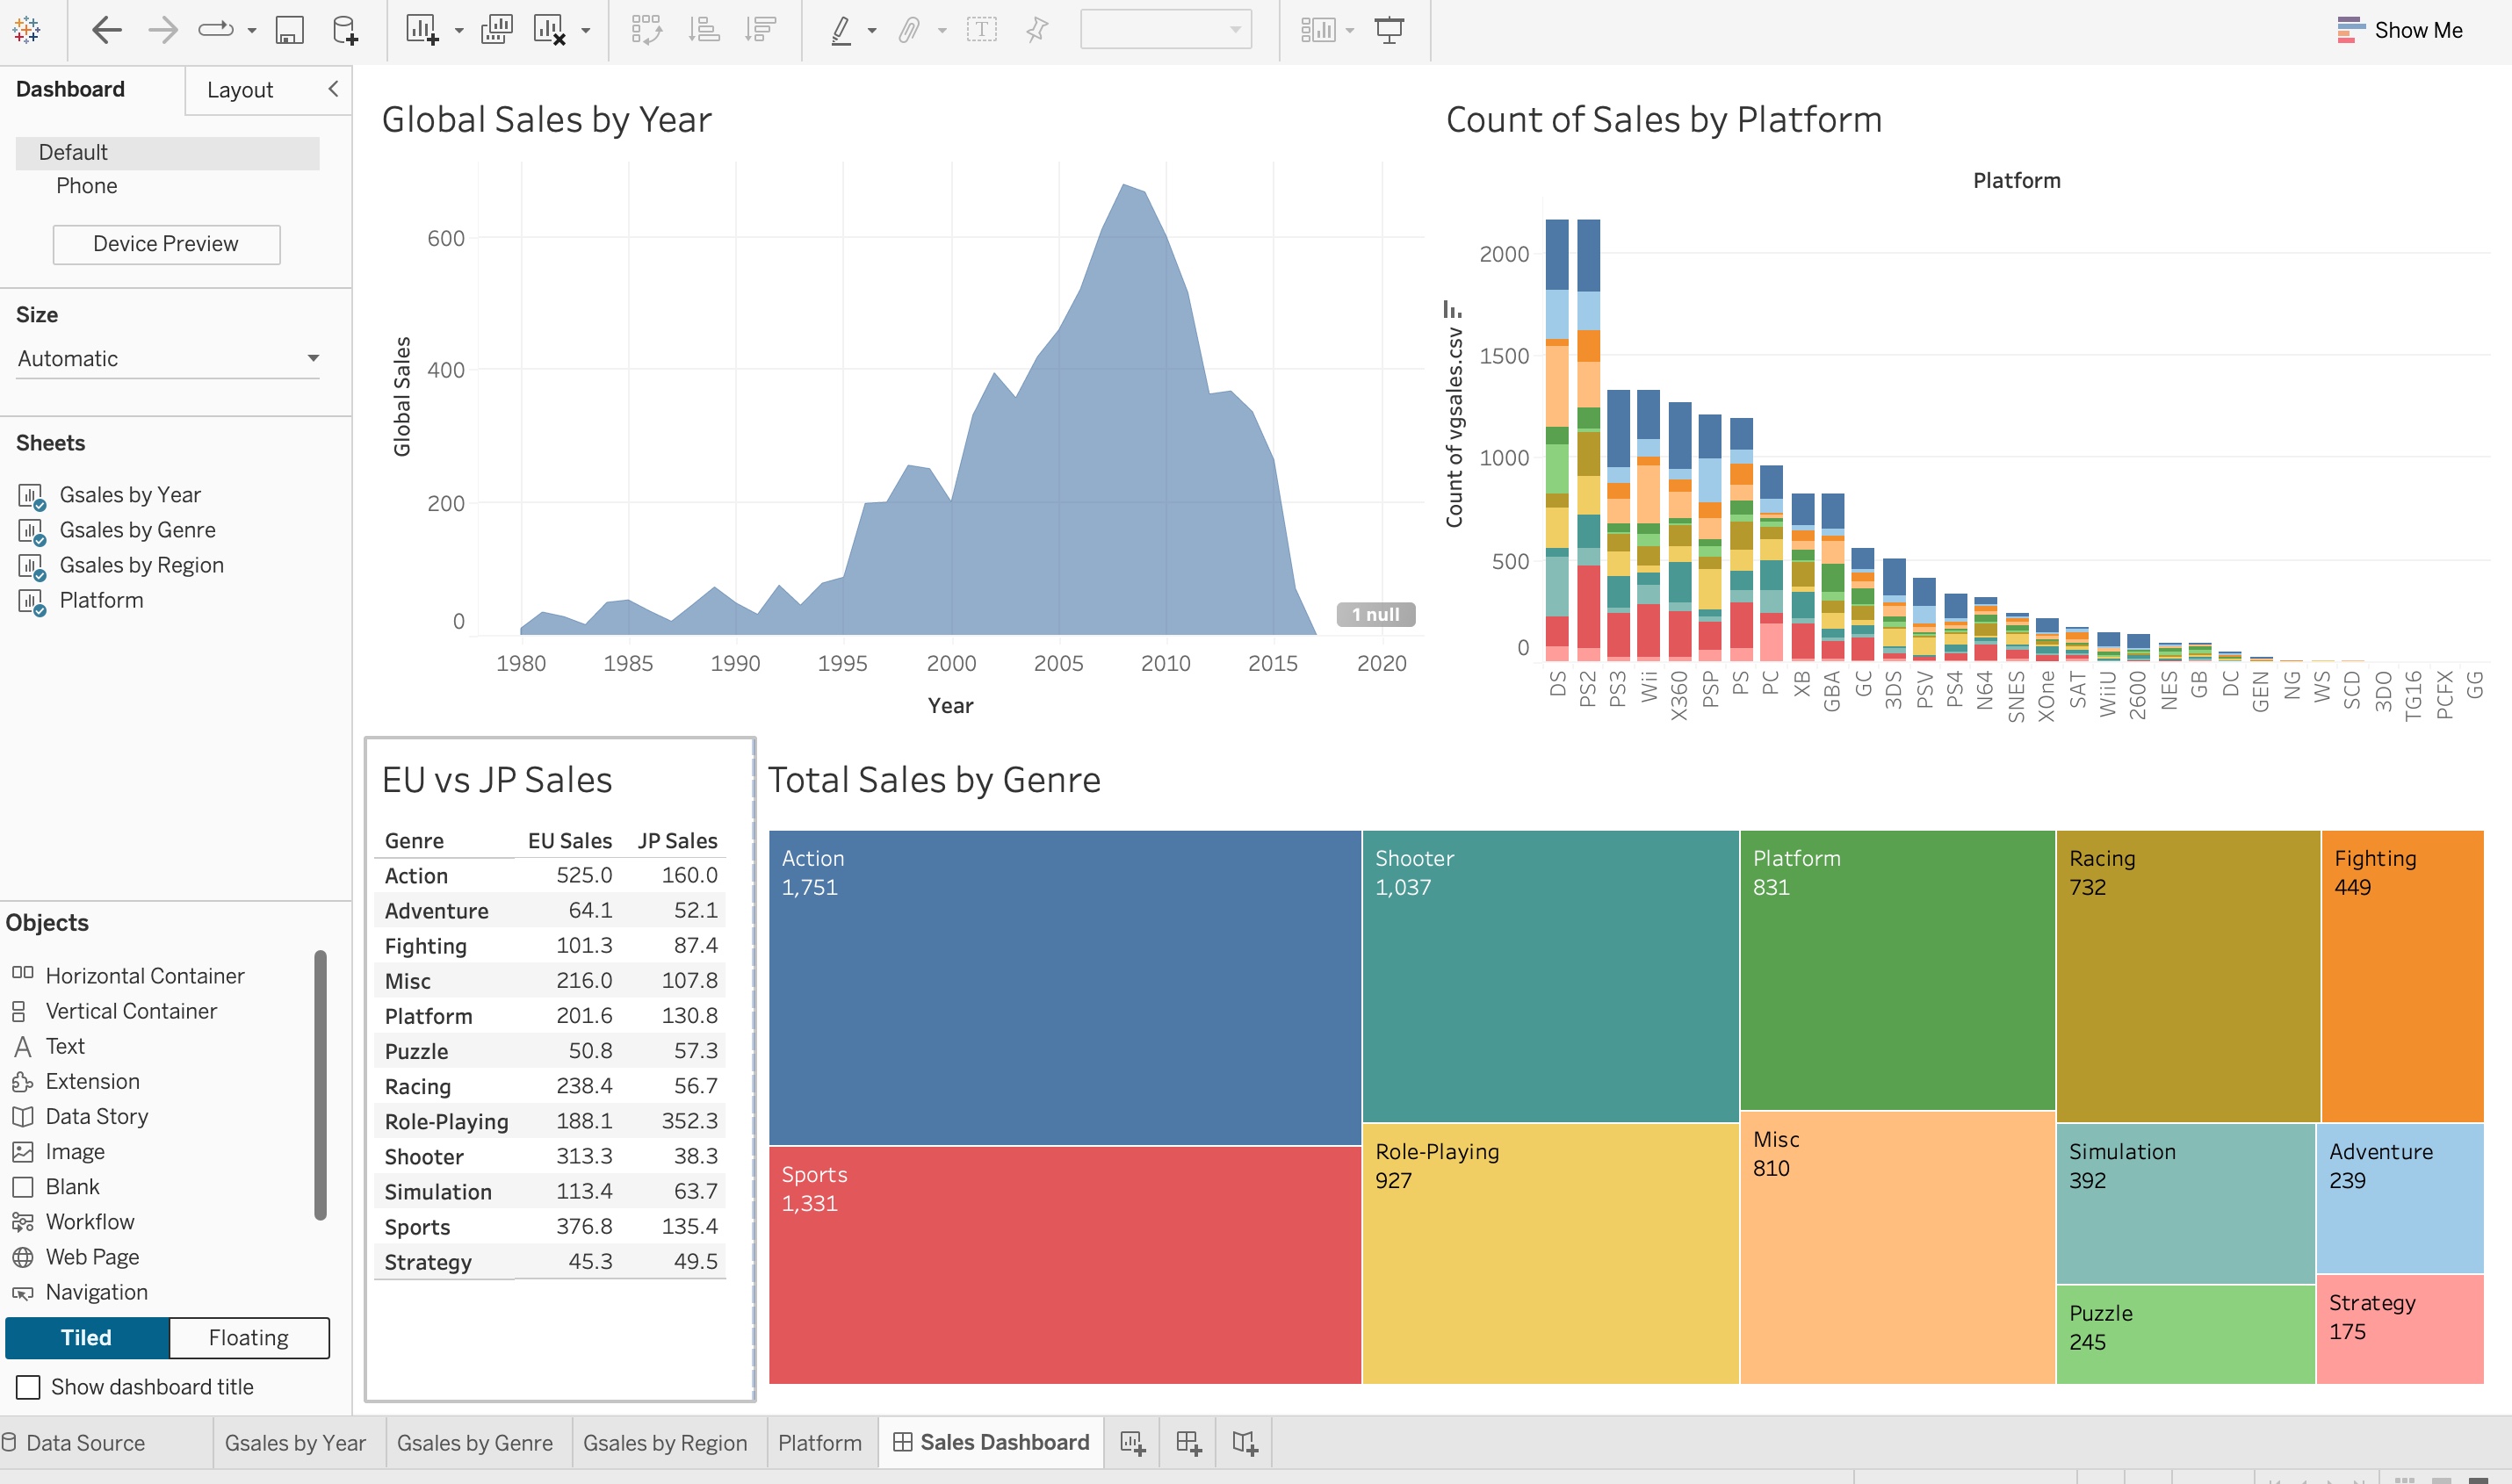 Show Me
Dashboard
Layout
Default
Phone
Device Preview
Size
Automatic
Sheets
Gsales by Year
Gsales by Genre
Gsales by Region
Platform
Objects
Horizontal Container
Vertical Container
Text
Extension
Data Story
Image
Blank
Workflow
Web Page
Navigation
Tiled
Floating
Show dashboard title
Global Sales by Year
Global Sales
600
400
200
0
1 null
1980 1985 1990 1995 2000 2005 2010 2015 2020
Year
Count of Sales by Platform
Platform
Count of vgsales.csv
2000
1500
1000
500
0
DS PS2 PS3 Wii X360 PSP PS PC XB GBA GC 3DS PSV PS4 N64 SNES XOne SAT WiiU 2600 NES GB DC GEN NG WS SCD 3DO TG16 PCFX GG
EU vs JP Sales
Genre EU Sales JP Sales
Action 525.0 160.0
Adventure 64.1 52.1
Fighting 101.3 87.4
Misc 216.0 107.8
Platform 201.6 130.8
Puzzle 50.8 57.3
Racing 238.4 56.7
Role-Playing 188.1 352.3
Shooter 313.3 38.3
Simulation 113.4 63.7
Sports 376.8 135.4
Strategy 45.3 49.5
Total Sales by Genre
Action
1,751
Sports
1,331
Shooter
1,037
Role-Playing
927
Platform
831
Misc
810
Racing
732
Fighting
449
Simulation
392
Adventure
239
Puzzle
245
Strategy
175
Data Source
Gsales by Year
Gsales by Genre
Gsales by Region
Platform
Sales Dashboard